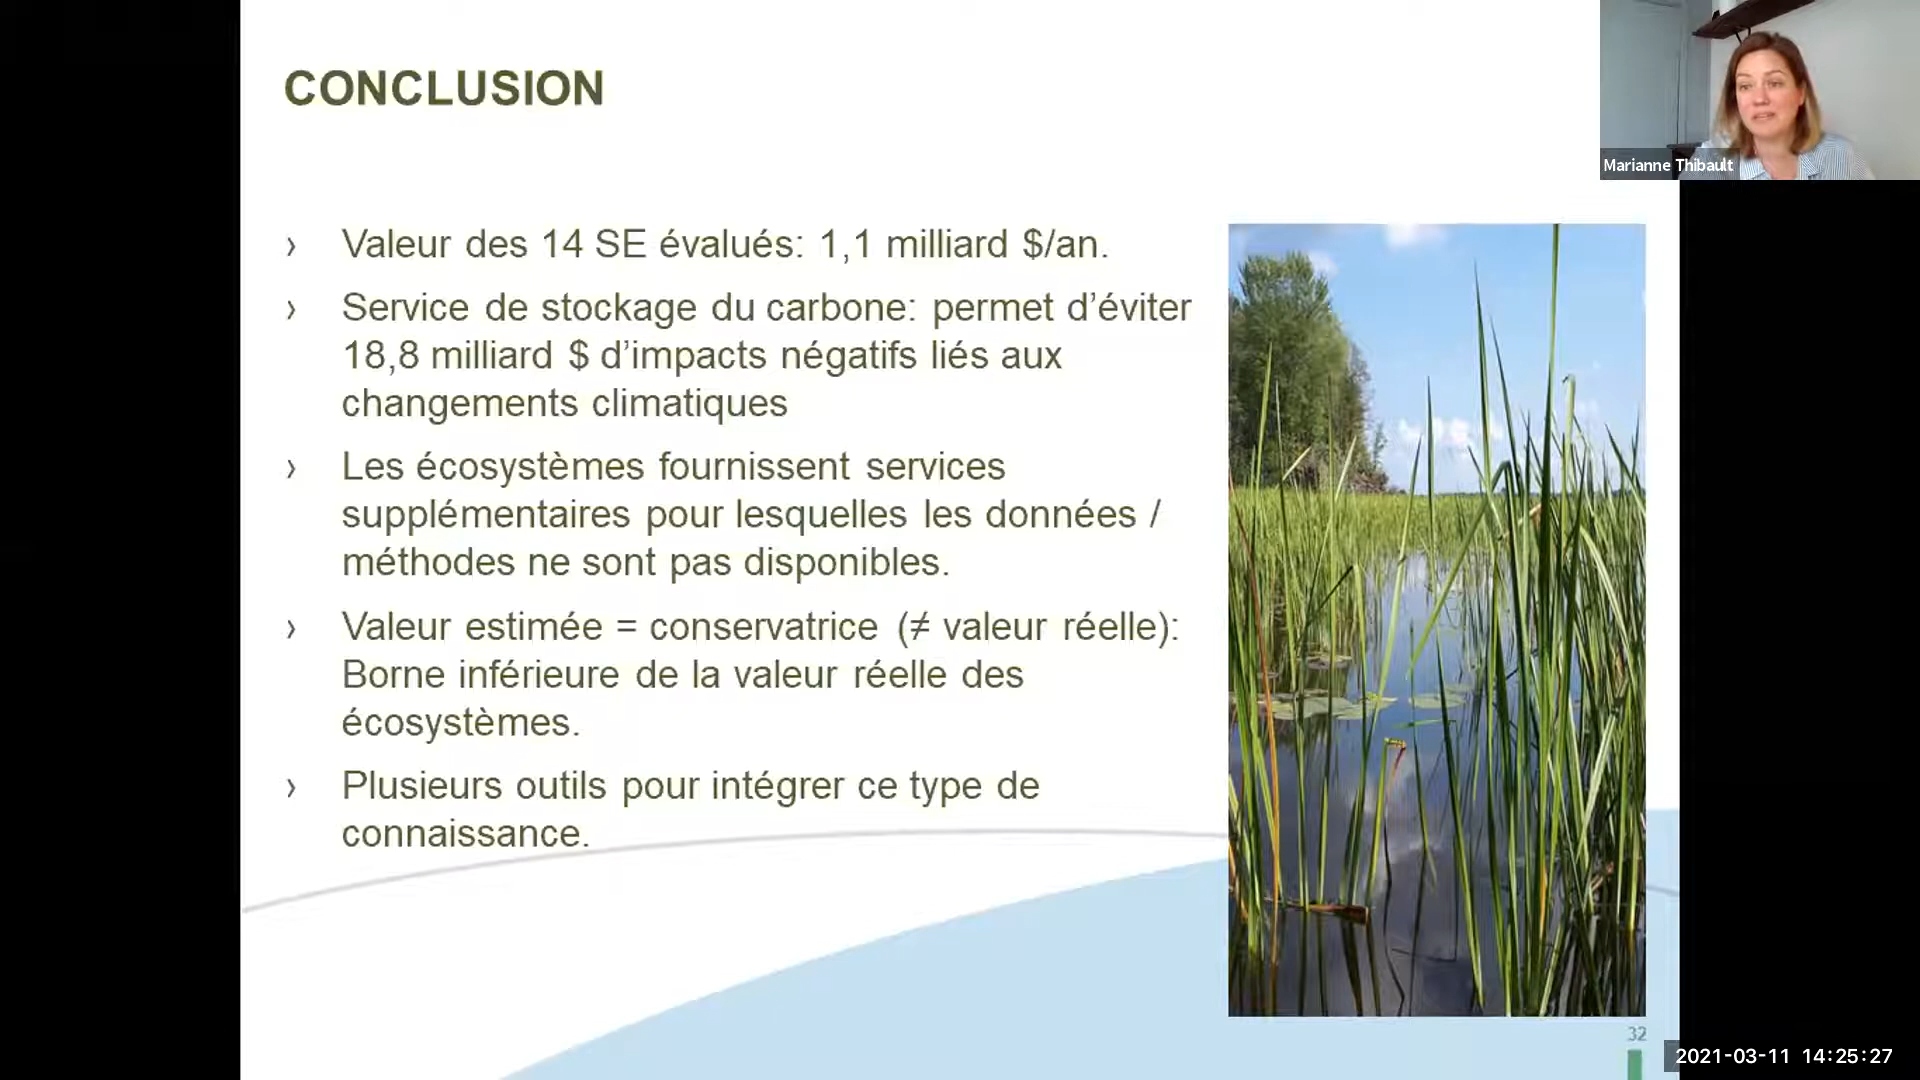 CONCLUSION
Marianne Thibault
› Valeur des 14 SE évalués: 1,1 milliard $/an.
› Service de stockage du carbone: permet d’éviter
18,8 milliard $ d’impacts négatifs liés aux
changements climatiques
› Les écosystèmes fournissent services
supplémentaires pour lesquelles les données /
méthodes ne sont pas disponibles.
› Valeur estimée = conservatrice (≠ valeur réelle):
Borne inférieure de la valeur réelle des
écosystèmes.
› Plusieurs outils pour intégrer ce type de
connaissance.
32
2021-03-11 14:25:27